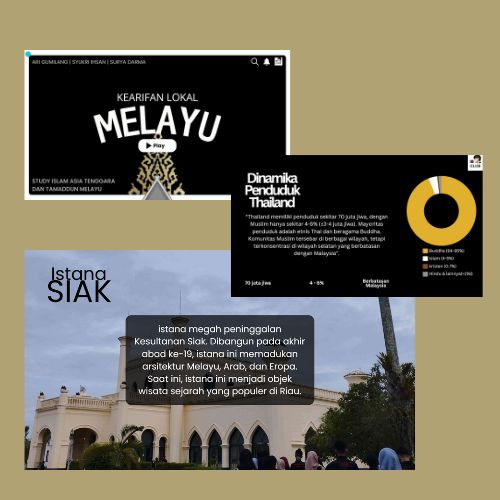 ARI GUMILANG | SYUKRI IHSAN | SURYA DARMA
KEARIFAN LOKAL
MELAYU
Play
STUDY ISLAM ASIA TENGGARA
DAN TAMADDUN MELAYU
CLUB
Dinamika
Penduduk
Thailand
"Thailand memiliki penduduk sekitar 70 juta jiwa, dengan
Muslim hanya sekitar 4-6% (±3-4 juta jiwa). Mayoritas
penduduk adalah etnis Thai dan beragama Buddha.
Komunitas Muslim tersebar di berbagai wilayah, tetapi
terkonsentrasi di wilayah selatan yang berbatasan
dengan Malaysia".
Buddha (94-95%)
Islam (4-5%)
Kristen (0.7%)
Hindu & lainnya(<1%)
70 juta jiwa
4 - 6%
Berbatasan
Malaysia
Istana
SIAK
istana megah peninggalan
Kesultanan Siak. Dibangun pada akhir
abad ke-19, istana ini memadukan
arsitektur Melayu, Arab, dan Eropa.
Saat ini, istana ini menjadi objek
wisata sejarah yang populer di Riau.